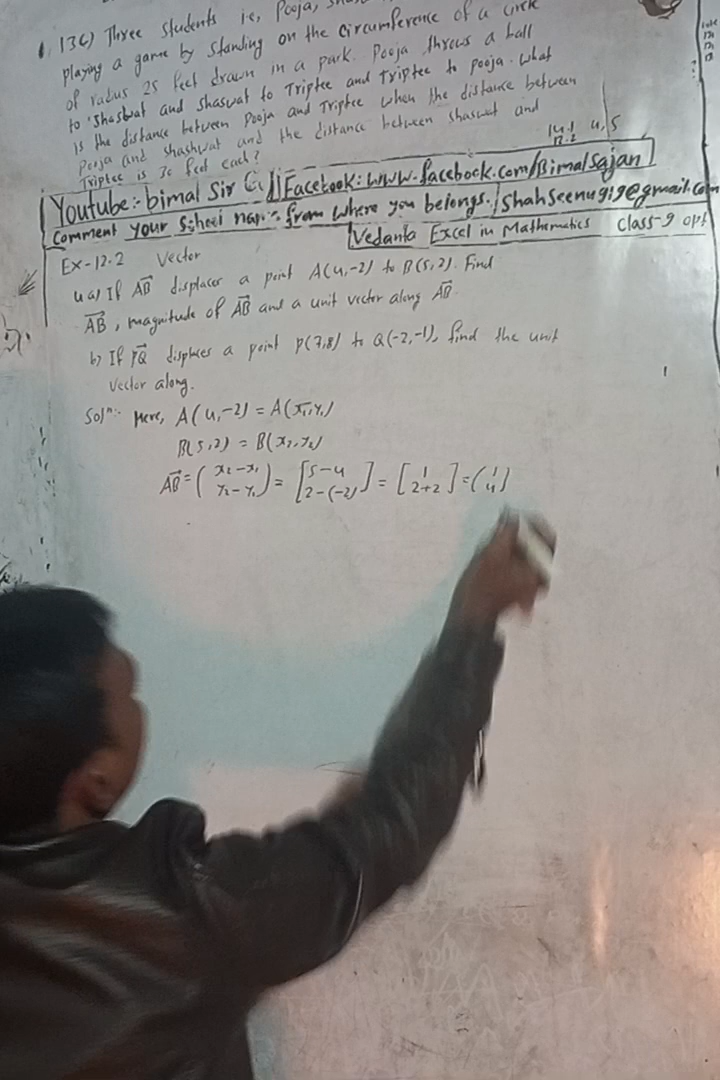 1. 13c) Three students ie, Pooja,
playing a game by standing on the circumference of a circle
of radius 25 feet drawn in a park. Pooja throws a ball
to Shashwat and Shaswat to Triptee and Triptee to pooja. What
is the distance between Pooja and Triptee when the distance between
Pooja and shashwat and the distance between shaswat and
Triptee is 30 feet each?
Youtube:- bimal Sir Facebook: www.facebook.com/Bimalsajan
Comment your School name from where you belongs. shahseenug19@gmail.com
Vedanta Excel in Mathematics Class-9 opt
Ex-12.2 Vector
4 a) If AB displaces a point A(4,-2) to B(5,2). Find
AB, magnitude of AB and a unit vector along AB.
b) If PQ displaces a point P(7,8) to Q(-2,-1), find the unit
vector along.
Solⁿ:- Here, A(4,-2) = A(x₁,y₁)
B(5,2) = B(x₂,y₂)
AB = (x₂-x₁ y₂-y₁) = [5-4 2-(-2)] = [1 2+2] = (1 4)